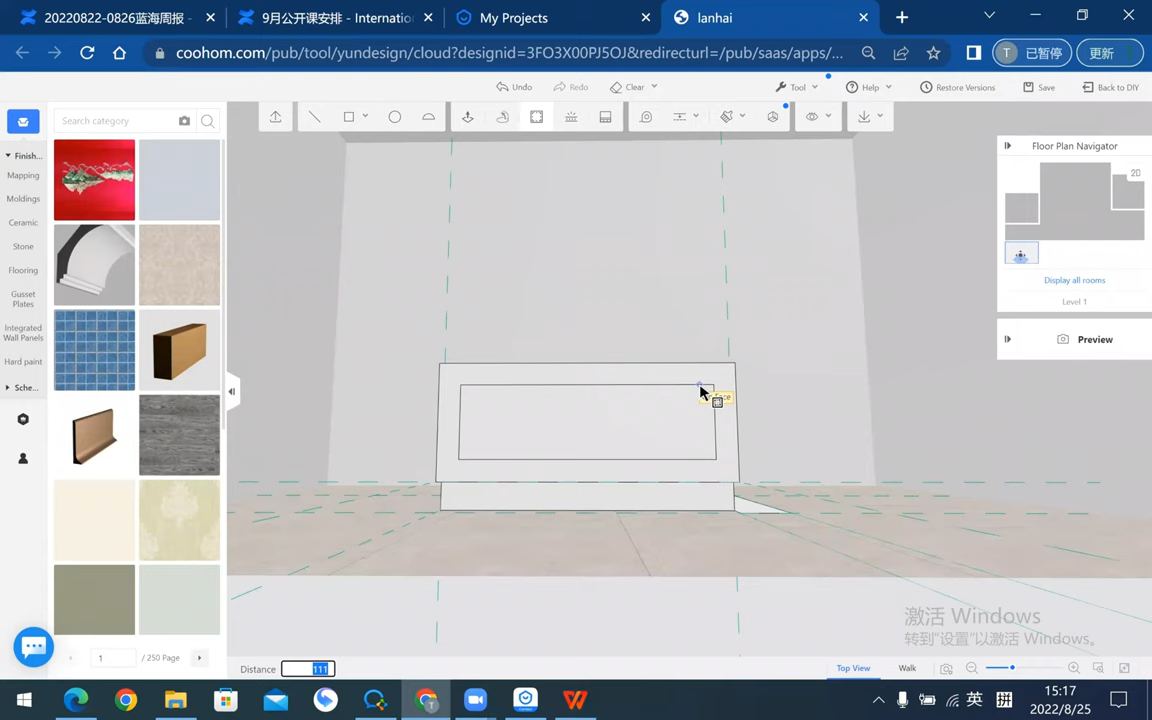 20220822-0826蓝海周报 -
9月公开课安排 - Internatio
My Projects
lanhai
coohom.com/pub/tool/yundesign/cloud?designid=3FO3X00PJ5OJ&redirecturl=/pub/saas/apps/...
T 已暂停
更新
Undo
Redo
Clear
Tool
Help
Restore Versions
Save
Back to DIY
Search category
Finish...
Mapping
Moldings
Ceramic
Stone
Flooring
Gusset
Plates
Integrated
Wall Panels
Hard paint
Sche...
1
/ 250 Page
Floor Plan Navigator
2D
Display all rooms
Level 1
Preview
Face
激活 Windows
转到"设置"以激活 Windows。
Distance
111
Top View
Walk
英
拼
15:17
2022/8/25